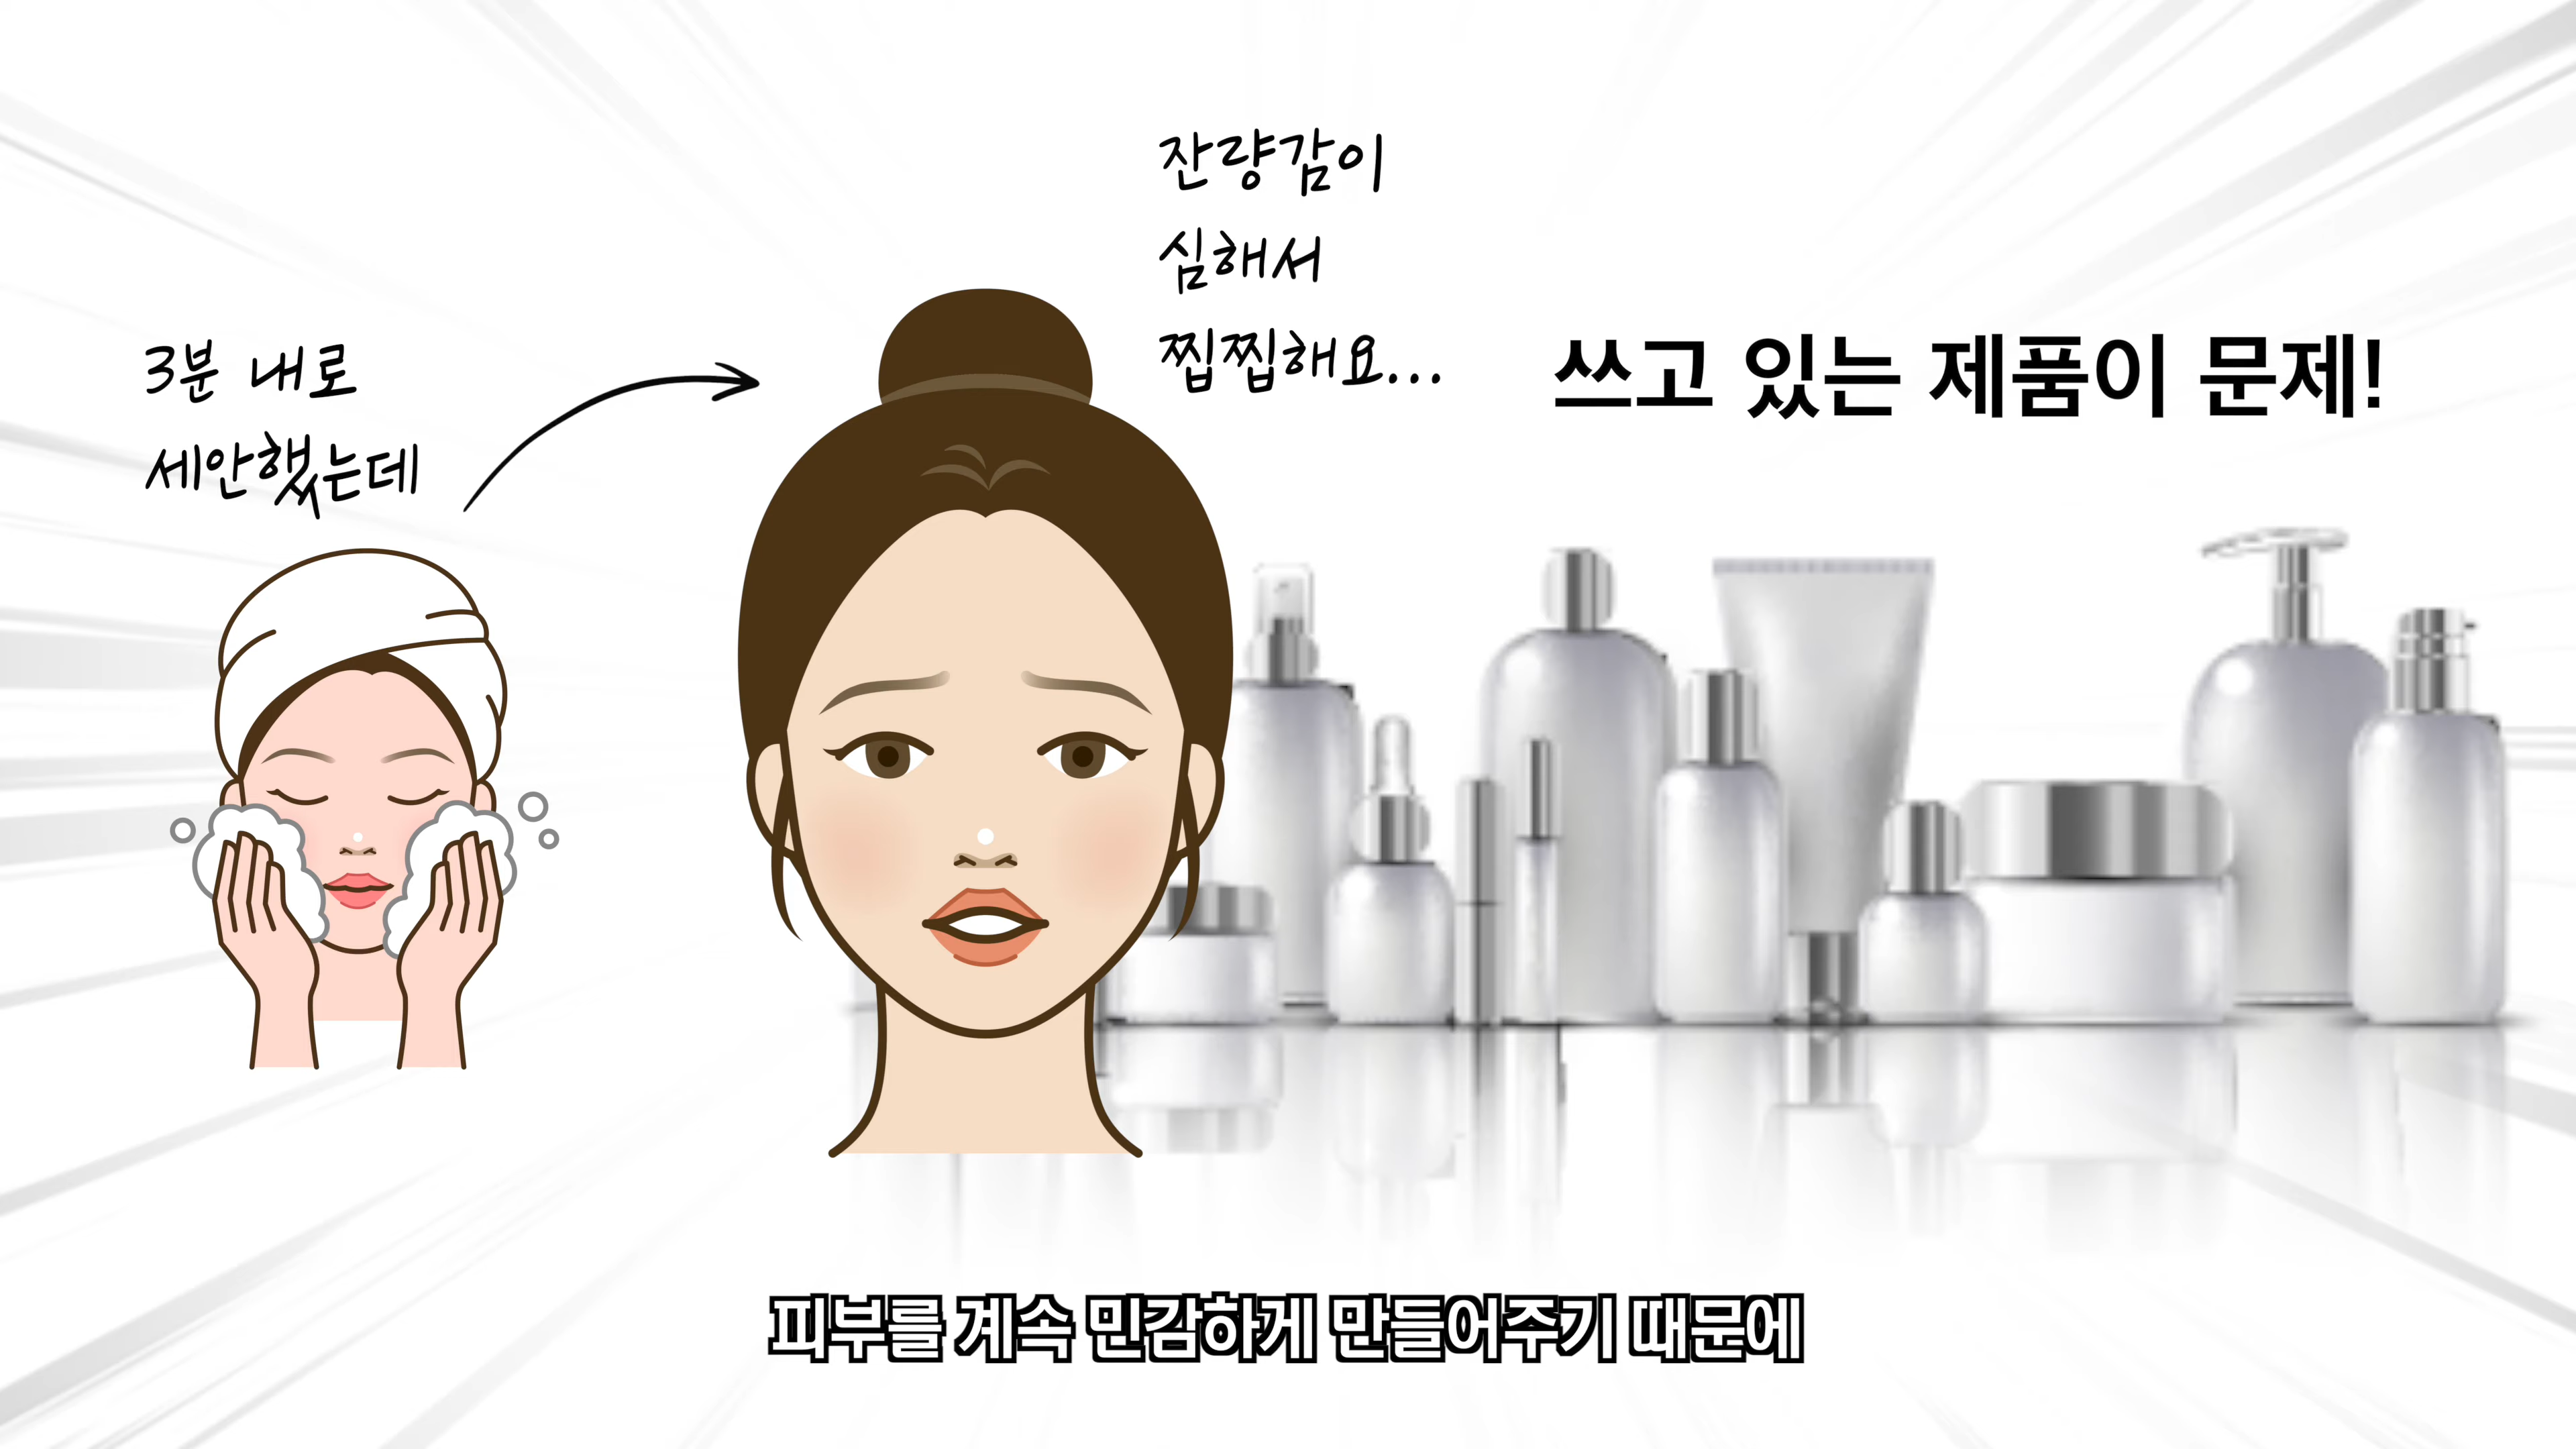 3분 내로
세안했는데
잔량감이
심해서
찝찝해요...
쓰고 있는 제품이 문제!
피부를 계속 민감하게 만들어주기 때문에